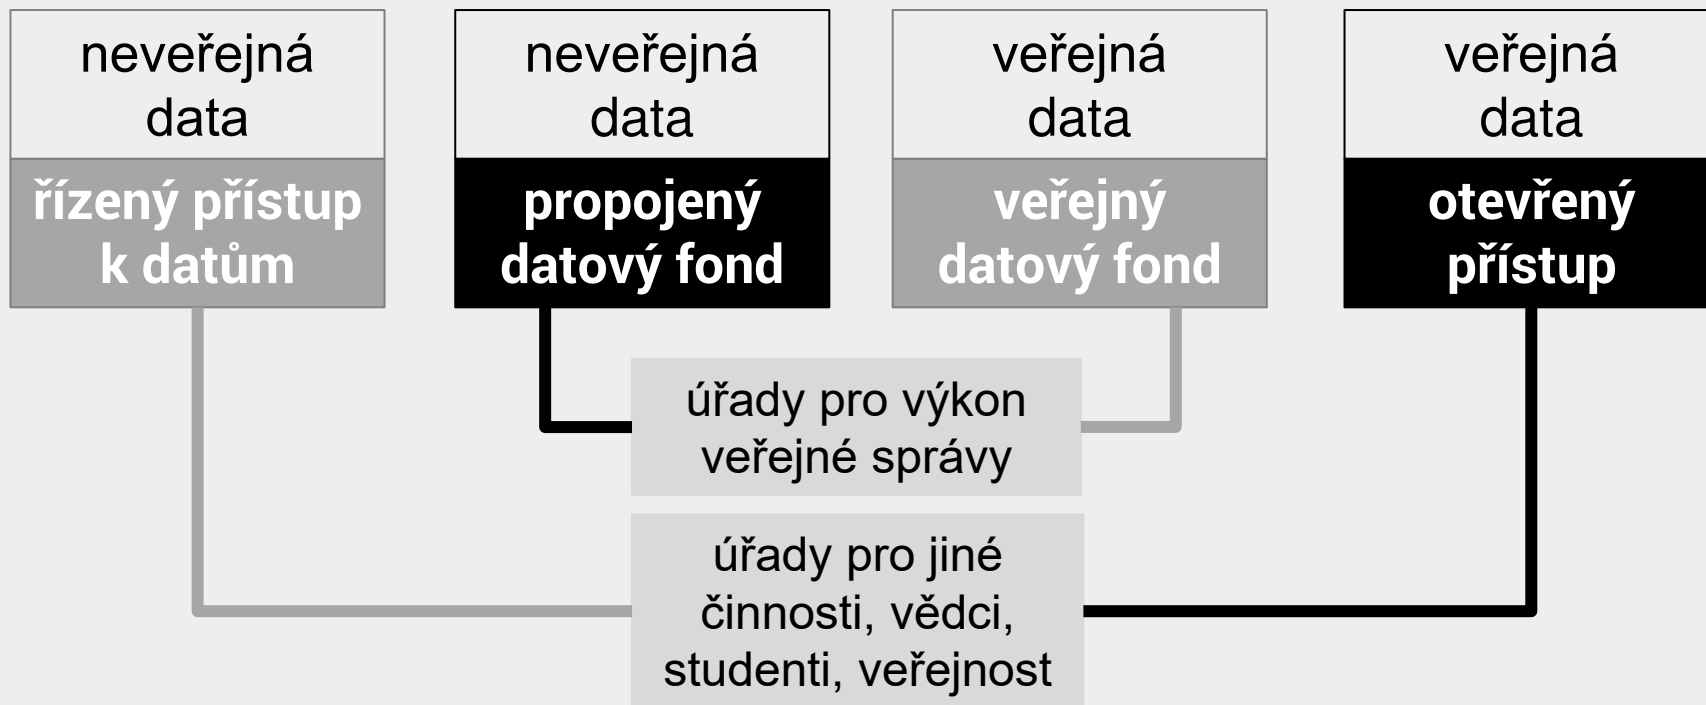 neveřejná
data
řízený přístup
k datům
neveřejná
data
propojený
datový fond
veřejná
data
veřejný
datový fond
veřejná
data
otevřený
přístup
úřady pro výkon
veřejné správy
úřady pro jiné
činnosti, vědci,
studenti, veřejnost